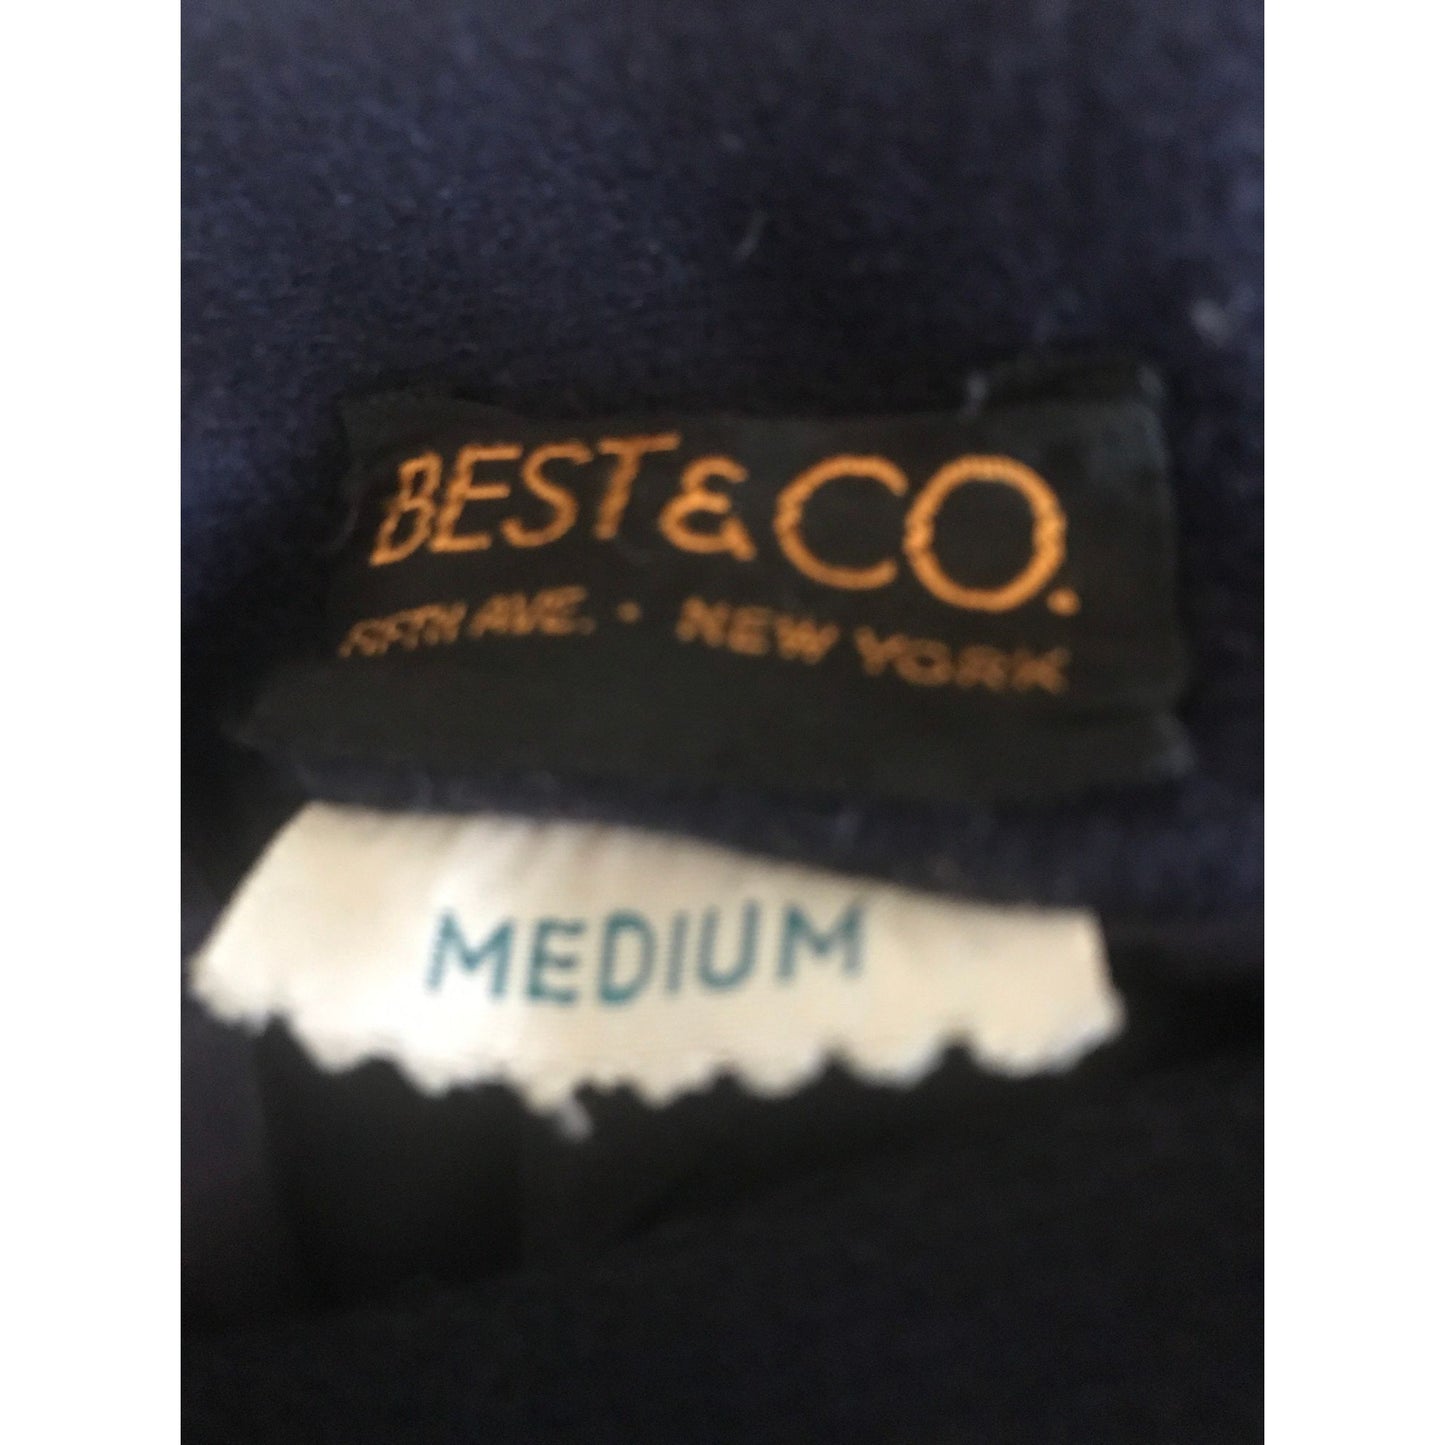 BEST & CO.
FIFTH AVE. • NEW YORK
MEDIUM